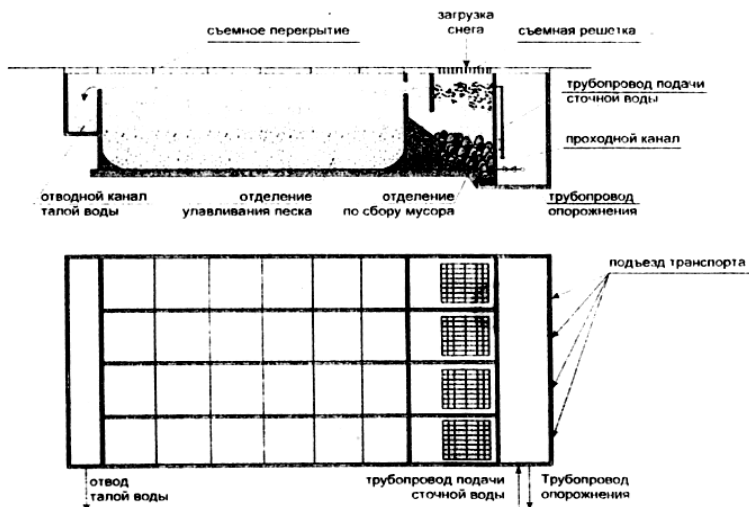 загрузка
снега
съемное перекрытие
съемная решетка
трубопровод подачи
сточной воды
проходной канал
отводной канал
талой воды
отделение
улавливания песка
отделение
по сбору мусора
трубопровод
опорожнения
подъезд транспорта
отвод
талой воды
трубопровод подачи
сточной воды
Трубопровод
опорожнения